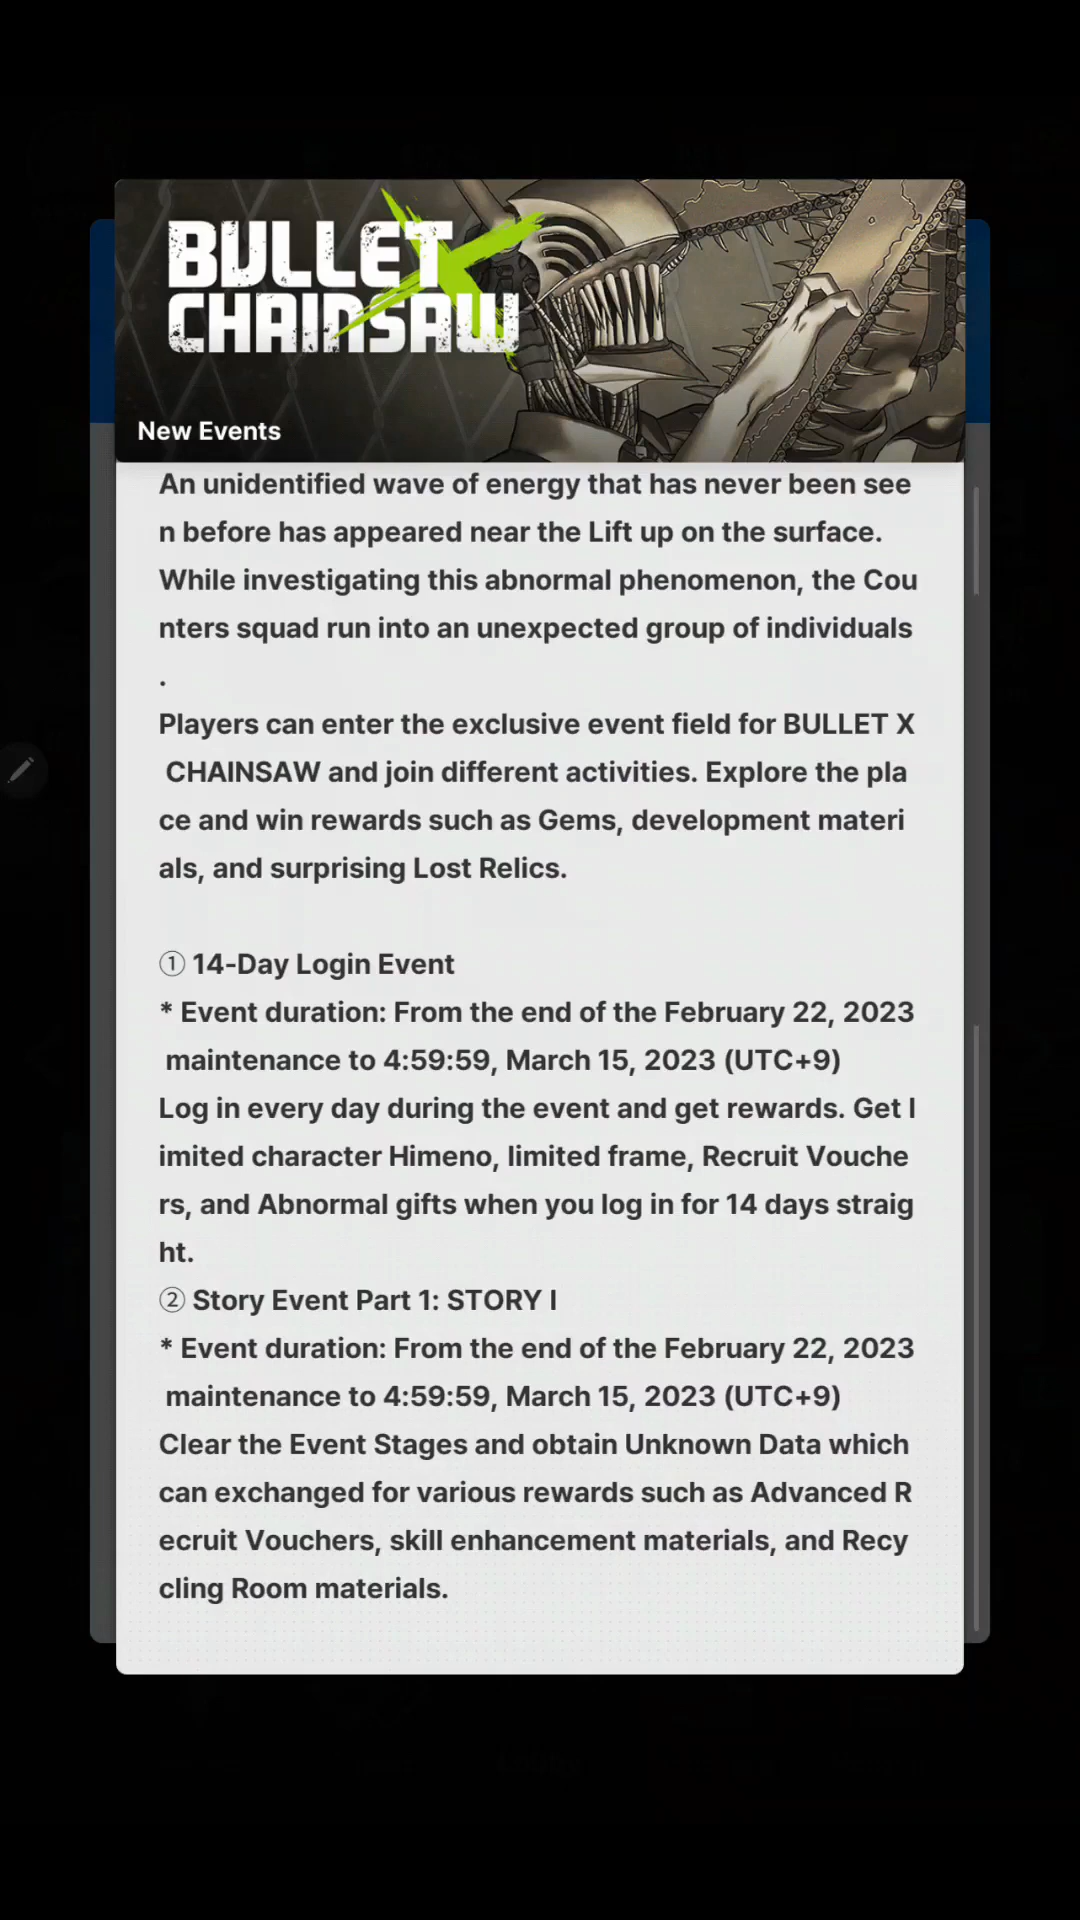 BULLET X
CHAINSAW
New Events
An unidentified wave of energy that has never been see
n before has appeared near the Lift up on the surface.
While investigating this abnormal phenomenon, the Cou
nters squad run into an unexpected group of individuals
.
Players can enter the exclusive event field for BULLET X
CHAINSAW and join different activities. Explore the pla
ce and win rewards such as Gems, development materi
als, and surprising Lost Relics.
① 14-Day Login Event
* Event duration: From the end of the February 22, 2023
maintenance to 4:59:59, March 15, 2023 (UTC+9)
Log in every day during the event and get rewards. Get l
imited character Himeno, limited frame, Recruit Vouche
rs, and Abnormal gifts when you log in for 14 days straig
ht.
② Story Event Part 1: STORY I
* Event duration: From the end of the February 22, 2023
maintenance to 4:59:59, March 15, 2023 (UTC+9)
Clear the Event Stages and obtain Unknown Data which
can exchanged for various rewards such as Advanced R
ecruit Vouchers, skill enhancement materials, and Recy
cling Room materials.